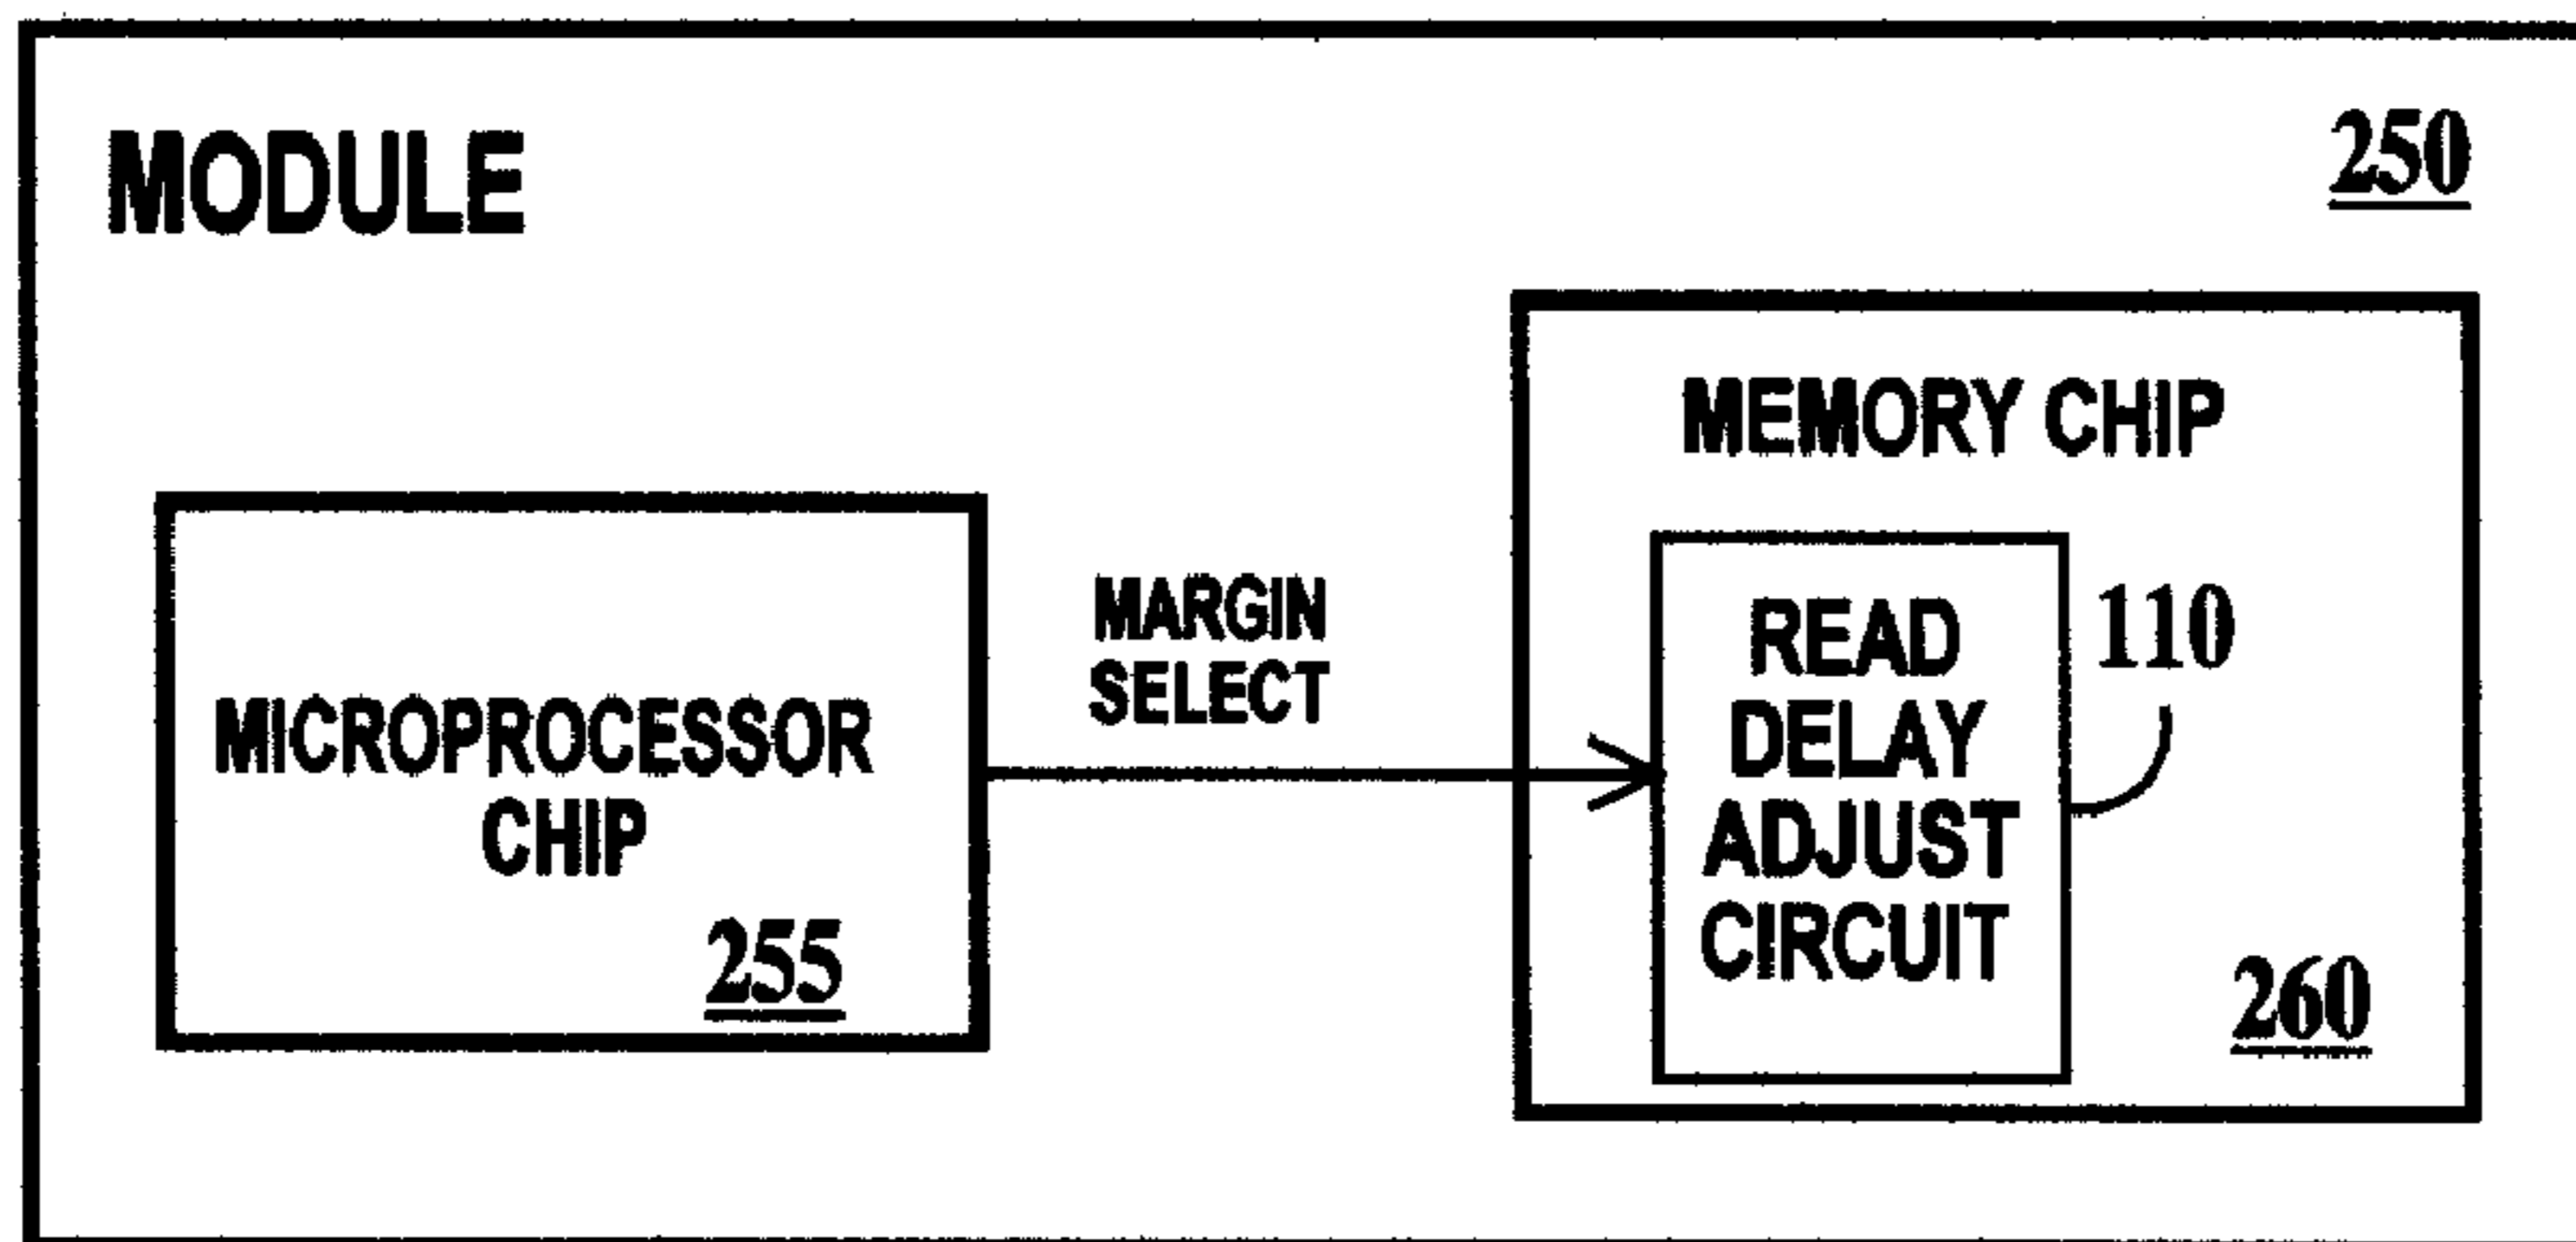 MODULE
250
MEMORY CHIP
MICROPROCESSOR
CHIP
255
MARGIN
SELECT
READ
DELAY
ADJUST
CIRCUIT
110
260